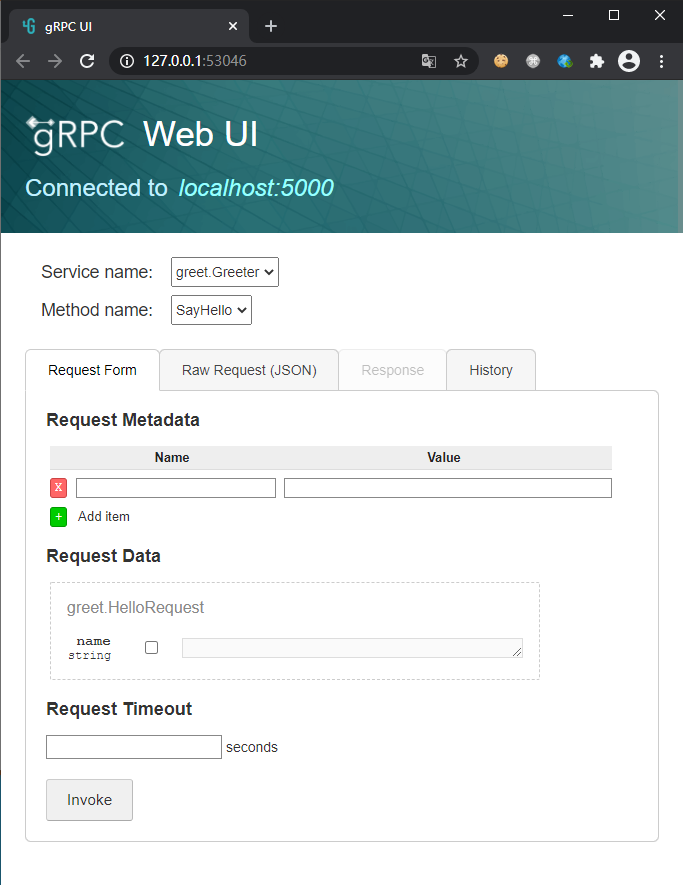 gRPC UI
127.0.0.1:53046
gRPC Web UI
Connected to localhost:5000
Service name: greet.Greeter
Method name: SayHello
Request Form Raw Request (JSON) Response History
Request Metadata
Name Value
X
+ Add item
Request Data
greet.HelloRequest
name
string
Request Timeout
seconds
Invoke